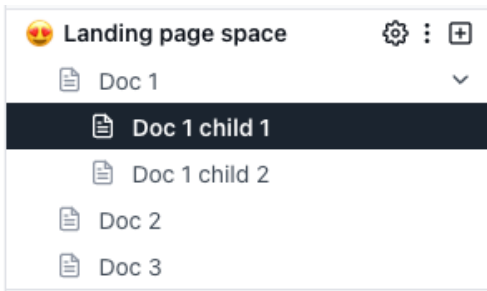 Landing page space
Doc 1
Doc 1 child 1
Doc 1 child 2
Doc 2
Doc 3